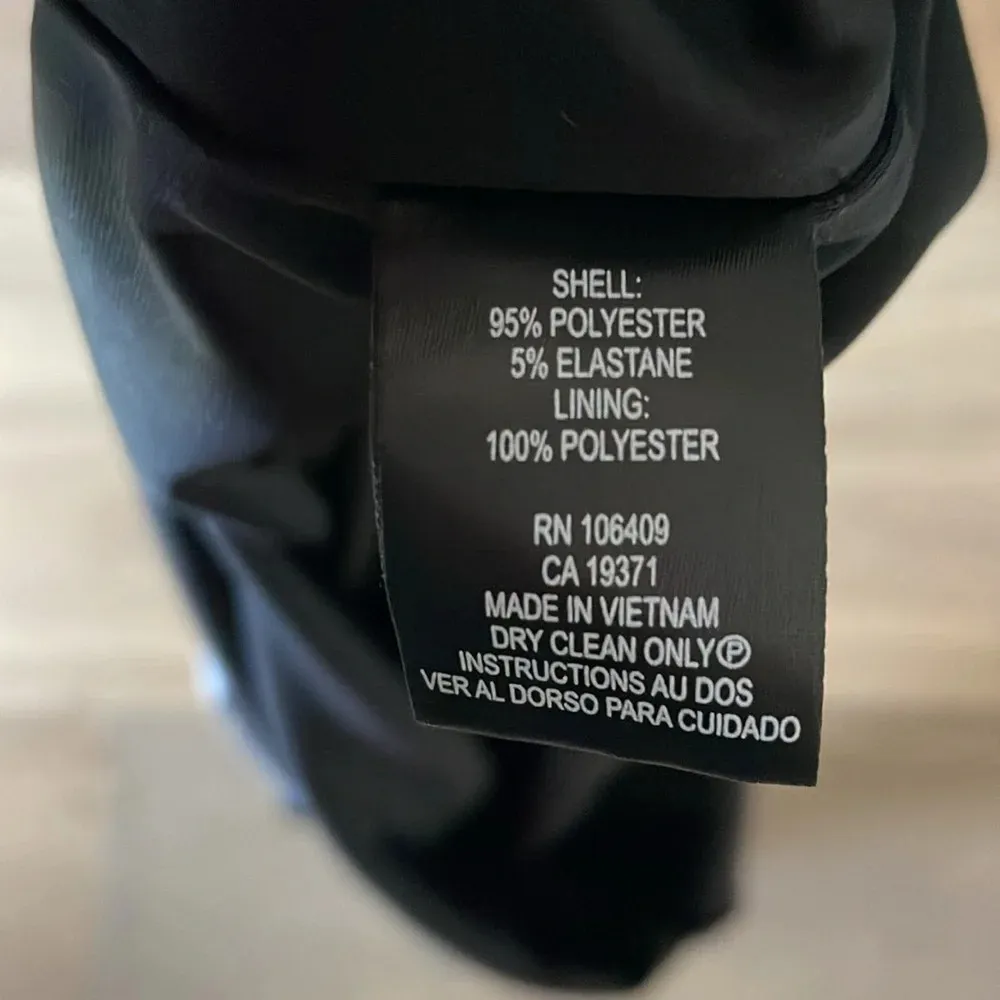 SHELL:
95% POLYESTER
5% ELASTANE
LINING:
100% POLYESTER
RN 106409
CA 19371
MADE IN VIETNAM
DRY CLEAN ONLYⓅ
INSTRUCTIONS AU DOS
VER AL DORSO PARA CUIDADO